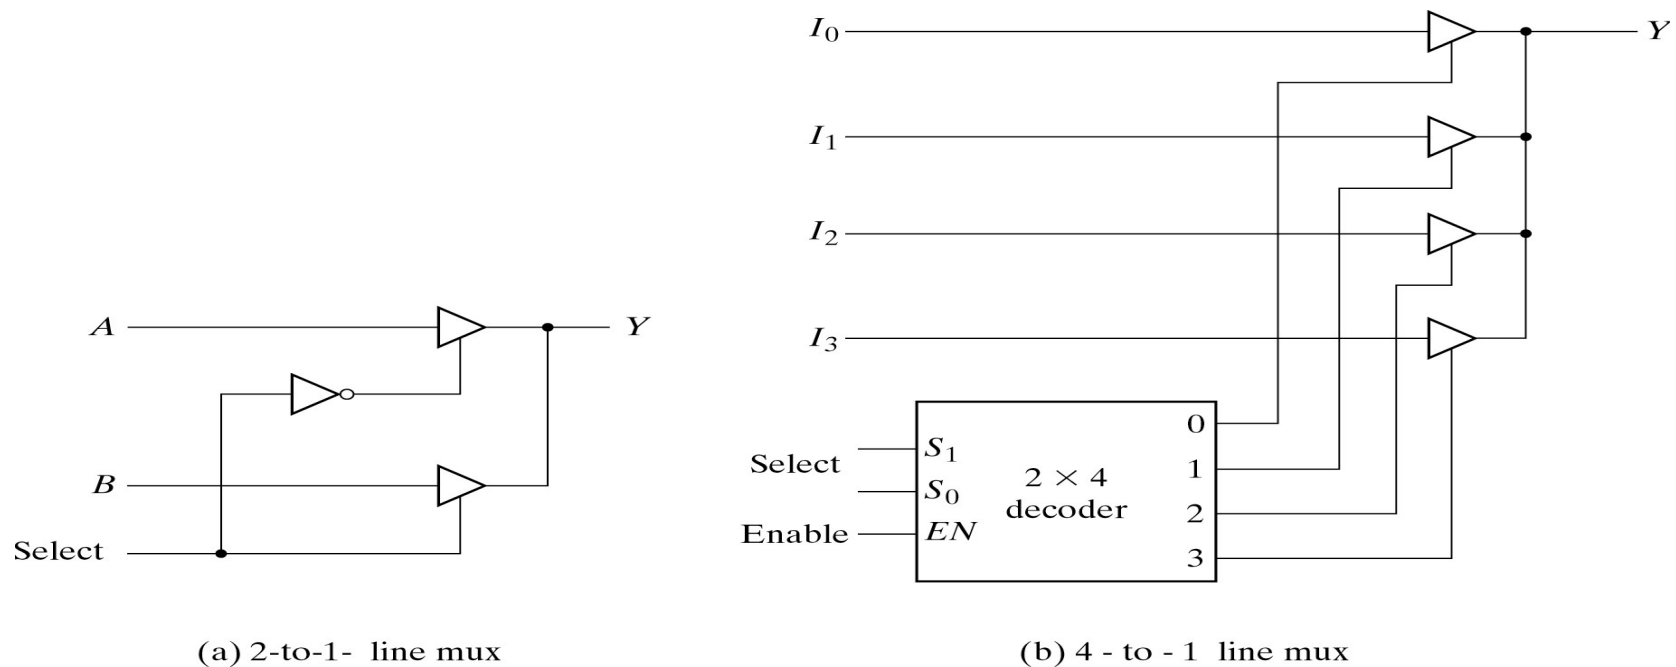 I0
Y
I1
I2
A
Y
I3
B
Select
Select
Enable
S1
S0
EN
2 × 4
decoder
0
1
2
3
(a) 2-to-1- line mux
(b) 4 - to - 1 line mux